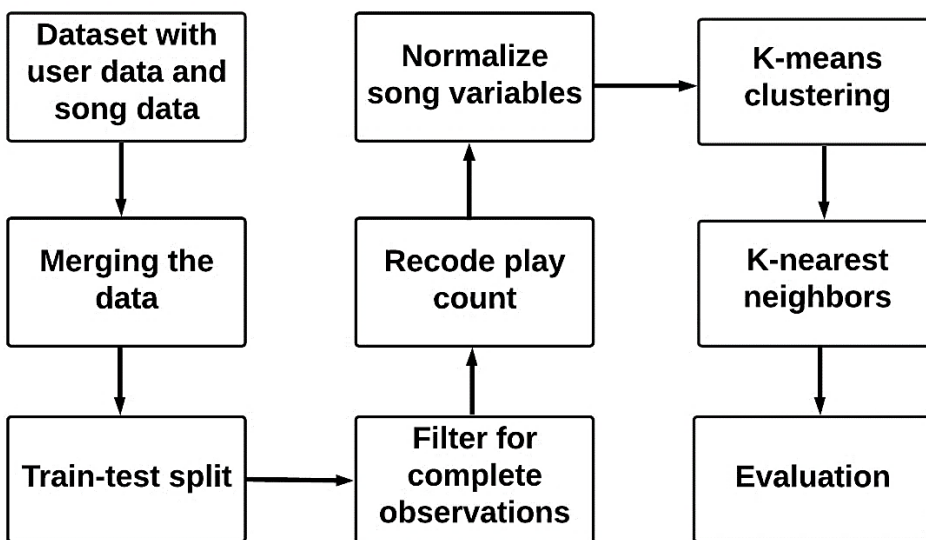 Dataset with
user data and
song data
Merging the
data
Train-test split
Filter for
complete
observations
Recode play
count
Normalize
song variables
K-means
clustering
K-nearest
neighbors
Evaluation